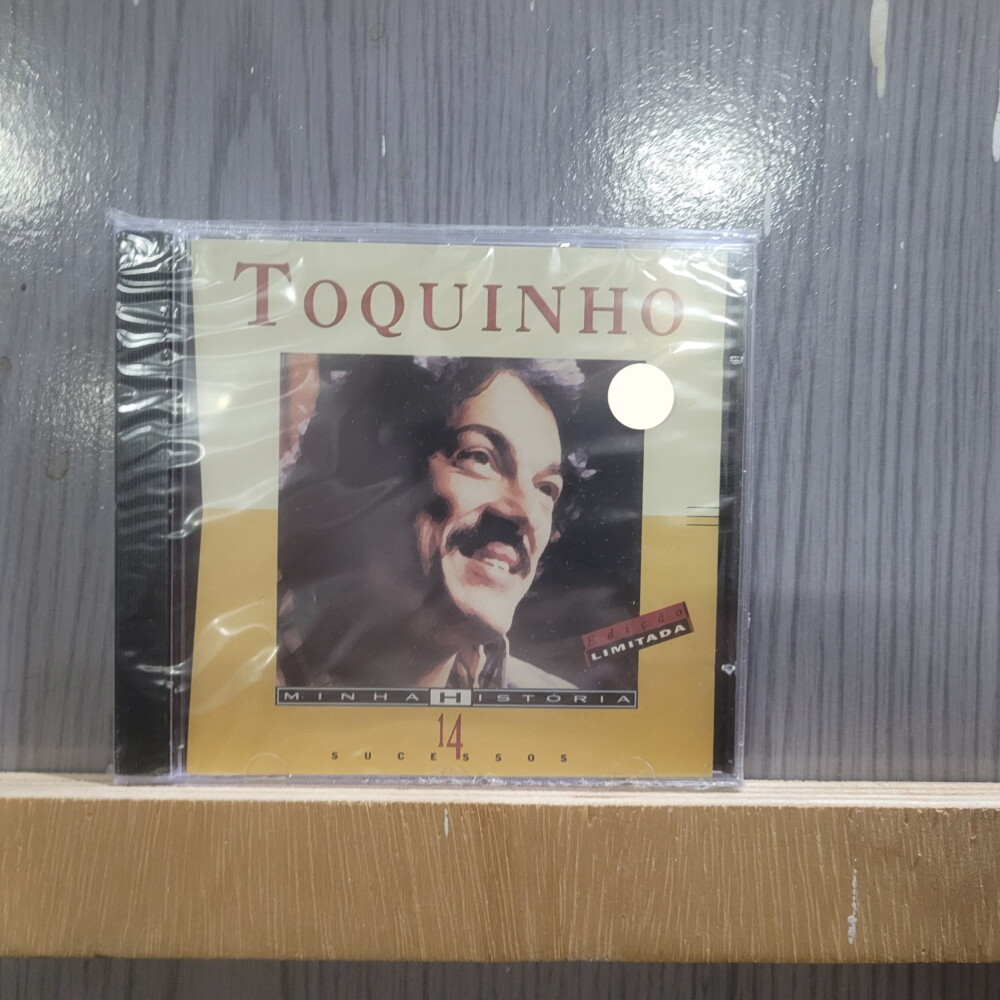 TOQUINHO
Edição
LIMITADA
MINHA HISTÓRIA
14
SUCESSOS